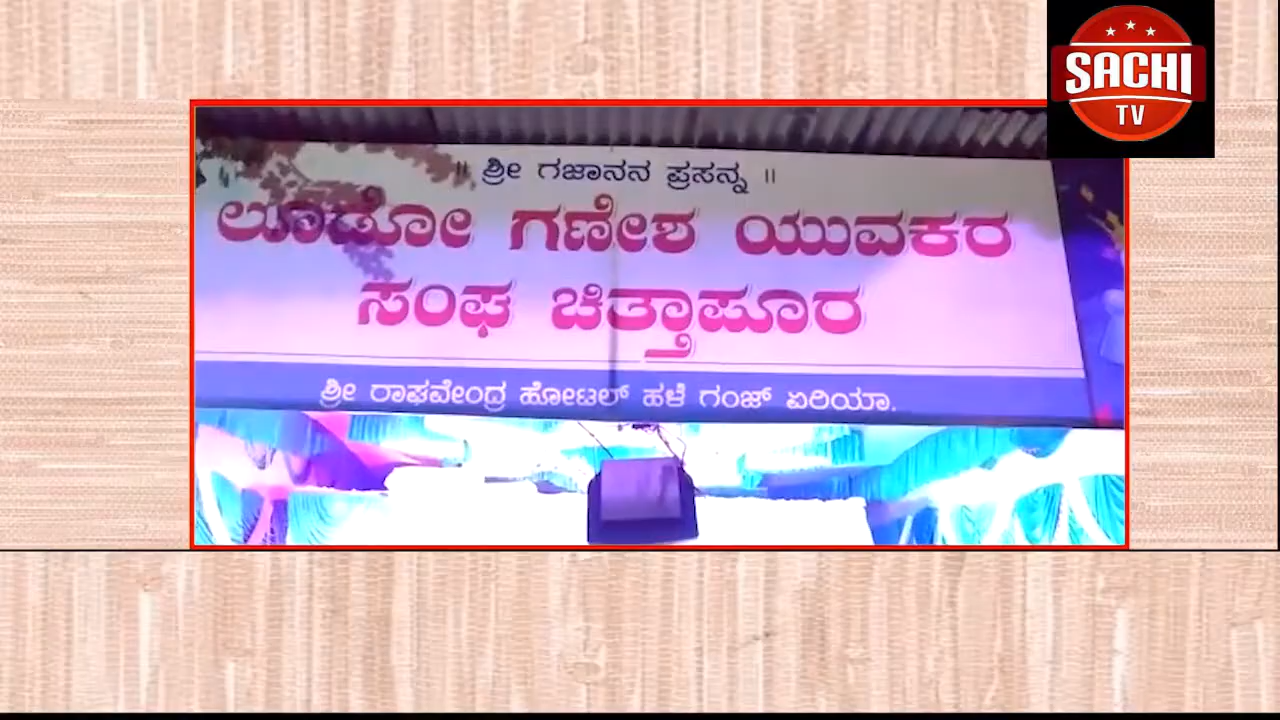 SACHI
TV
॥ ಶ್ರೀ ಗಜಾನನ ಪ್ರಸನ್ನ ॥
ಲೂಡೋ ಗಣೇಶ ಯುವಕರ
ಸಂಘ ಚಿತ್ತಾಪೂರ
ಶ್ರೀ ರಾಘವೇಂದ್ರ ಹೋಟಲ್ ಹಳೆ ಗಂಜ್ ಏರಿಯಾ.